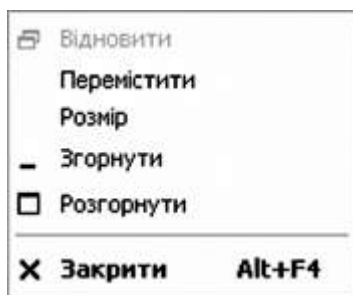 Відновити
Перемістити
Розмір
Згорнути
Розгорнути
Закрити Alt+F4